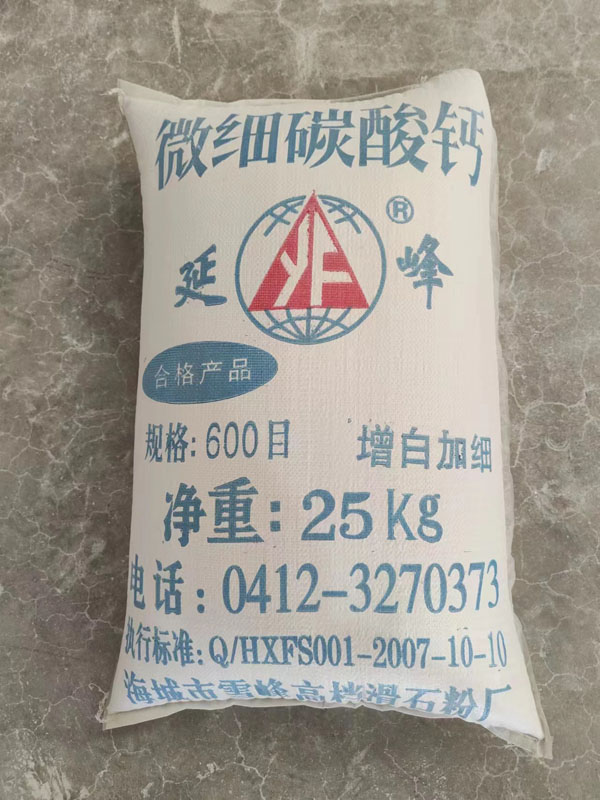 微细碳酸钙
延 YF 峰 ®
合格产品
规格:600目 增白加细
净重:25Kg
电话:0412-3270373
执行标准:Q/HXFS001-2007-10-10
海城市雲峰高档滑石粉厂